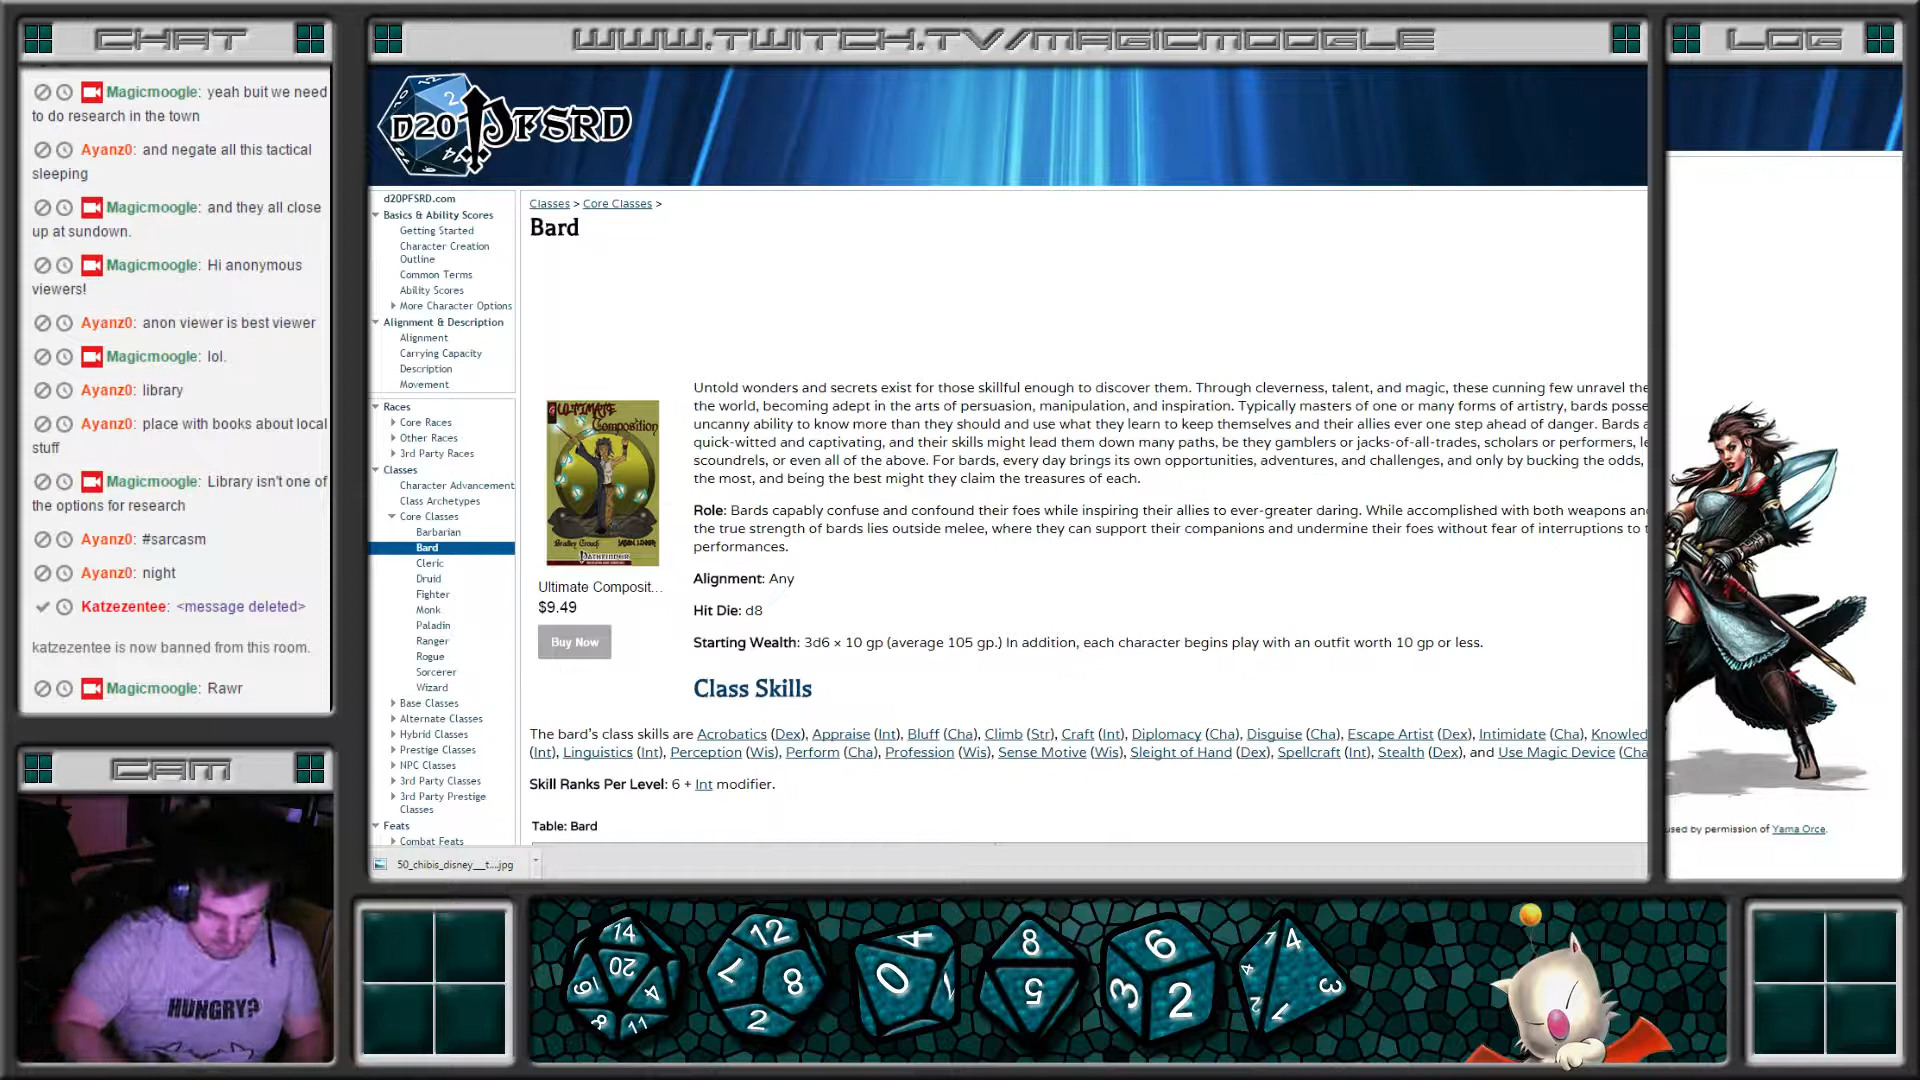 CHAT
Magicmoogle: yeah buit we need
to do research in the town
Ayanz0: and negate all this tactical
sleeping
Magicmoogle: and they all close
up at sundown.
Magicmoogle: Hi anonymous
viewers!
Ayanz0: anon viewer is best viewer
Magicmoogle: lol.
Ayanz0: library
Ayanz0: place with books about local
stuff
Magicmoogle: Library isn't one of
the options for research
Ayanz0: #sarcasm
Ayanz0: night
Katzezentee: <message deleted>
katzezentee is now banned from this room.
Magicmoogle: Rawr
CAM
HUNGRY?
WWW.TWITCH.TV/MAGICMOOGLE
D20 PFSRD
d20PFSRD.com
Basics & Ability Scores
Getting Started
Character Creation
Outline
Common Terms
Ability Scores
More Character Options
Alignment & Description
Alignment
Carrying Capacity
Description
Movement
Races
Core Races
Other Races
3rd Party Races
Classes
Character Advancement
Class Archetypes
Core Classes
Barbarian
Bard
Cleric
Druid
Fighter
Monk
Paladin
Ranger
Rogue
Sorcerer
Wizard
Base Classes
Alternate Classes
Hybrid Classes
Prestige Classes
NPC Classes
3rd Party Classes
3rd Party Prestige
Classes
Feats
Combat Feats
Classes > Core Classes >
Bard
ULTIMATE
Composition
Bradley Crouch
PATHFINDER
Ultimate Composit...
$9.49
Buy Now
Untold wonders and secrets exist for those skillful enough to discover them. Through cleverness, talent, and magic, these cunning few unravel the
the world, becoming adept in the arts of persuasion, manipulation, and inspiration. Typically masters of one or many forms of artistry, bards posse
uncanny ability to know more than they should and use what they learn to keep themselves and their allies ever one step ahead of danger. Bards a
quick-witted and captivating, and their skills might lead them down many paths, be they gamblers or jacks-of-all-trades, scholars or performers, le
scoundrels, or even all of the above. For bards, every day brings its own opportunities, adventures, and challenges, and only by bucking the odds,
the most, and being the best might they claim the treasures of each.
Role: Bards capably confuse and confound their foes while inspiring their allies to ever-greater daring. While accomplished with both weapons an
the true strength of bards lies outside melee, where they can support their companions and undermine their foes without fear of interruptions to t
performances.
Alignment: Any
Hit Die: d8
Starting Wealth: 3d6 × 10 gp (average 105 gp.) In addition, each character begins play with an outfit worth 10 gp or less.
Class Skills
The bard's class skills are Acrobatics (Dex), Appraise (Int), Bluff (Cha), Climb (Str), Craft (Int), Diplomacy (Cha), Disguise (Cha), Escape Artist (Dex), Intimidate (Cha), Knowled
(Int), Linguistics (Int), Perception (Wis), Perform (Cha), Profession (Wis), Sense Motive (Wis), Sleight of Hand (Dex), Spellcraft (Int), Stealth (Dex), and Use Magic Device (Cha
Skill Ranks Per Level: 6 + Int modifier.
Table: Bard
50_chibis_disney__t....jpg
LOG
used by permission of Yama Orce.
14 20 9 4 8 11
12 7 8 2
4 0 1
8 5
6 3 2
1 4 4 3 2 1